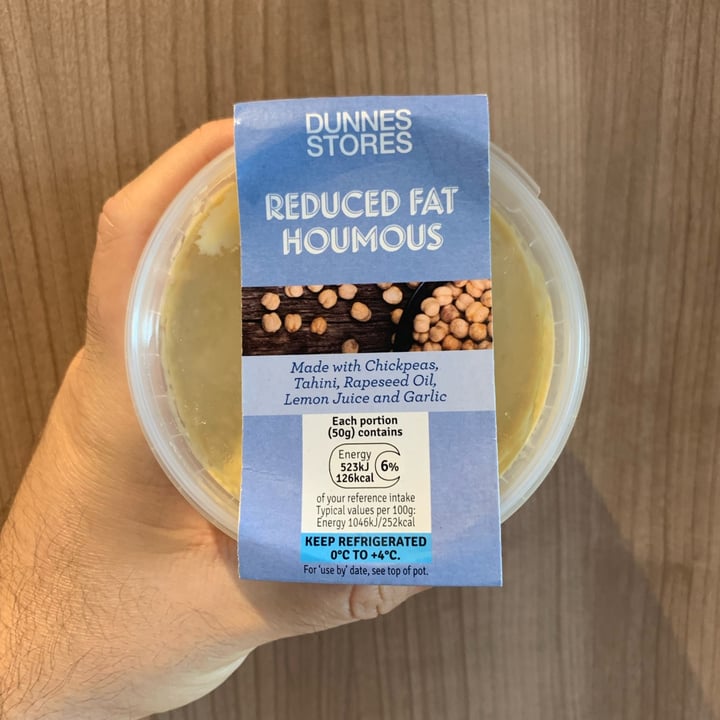 DUNNES
STORES
REDUCED FAT
HOUMOUS
Made with Chickpeas,
Tahini, Rapeseed Oil,
Lemon Juice and Garlic
Each portion
(50g) contains
Energy
523kJ
126kcal
6%
of your reference intake
Typical values per 100g:
Energy 1046kJ/252kcal
KEEP REFRIGERATED
0°C TO +4°C.
For 'use by' date, see top of pot.